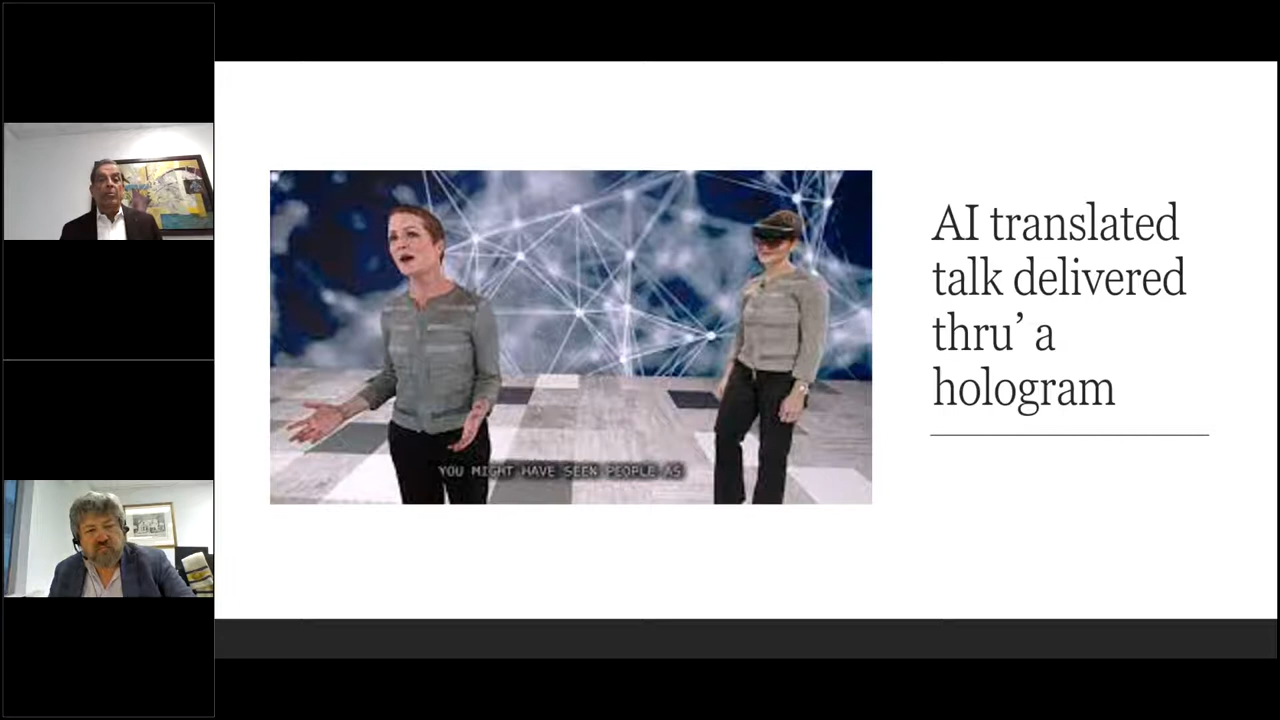 AI translated
talk delivered
thru’ a
hologram
YOU MIGHT HAVE SEEN PEOPLE AS